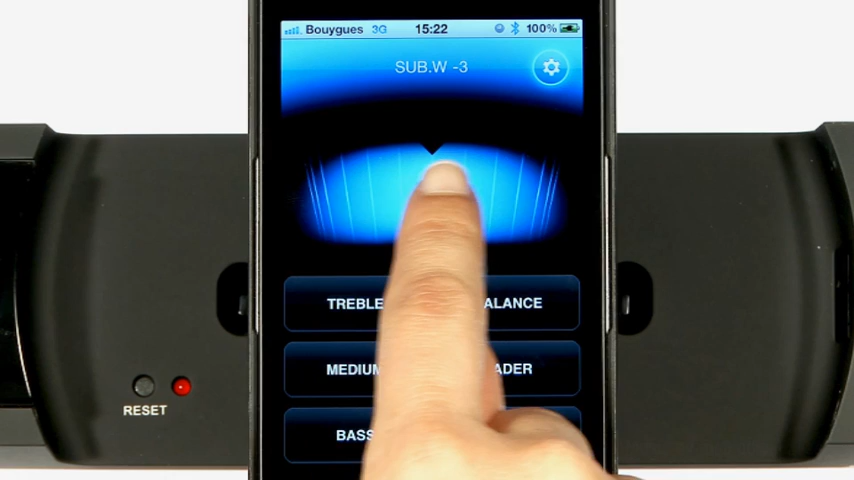 Bouygues 3G 15:22 100%
SUB.W -3
TREBLE
ALANCE
MEDIUM
ADER
BASS
RESET